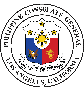 PHILIPPINE CONSULATE GENERAL
LOS ANGELES, CALIFORNIA